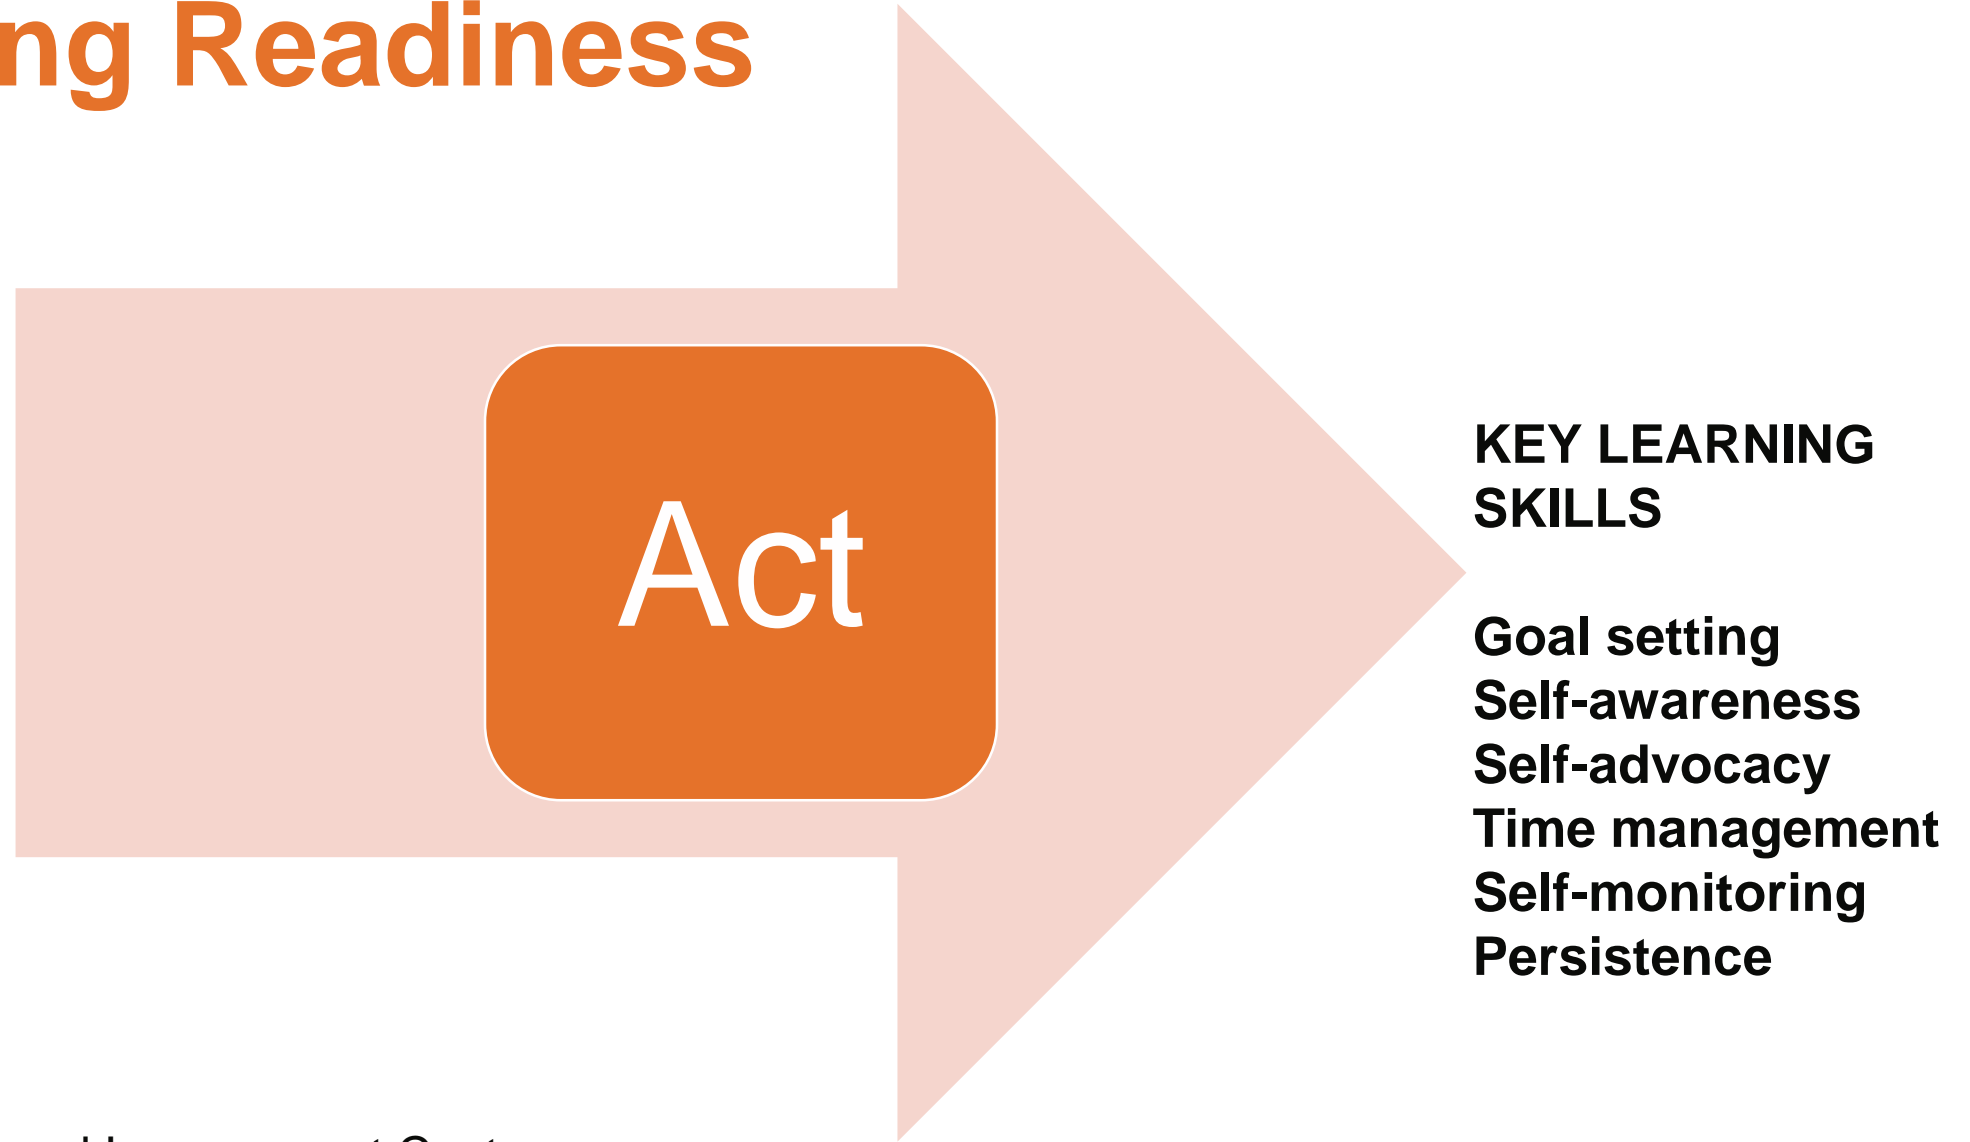 ng Readiness
Act
KEY LEARNING
SKILLS
Goal setting
Self-awareness
Self-advocacy
Time management
Self-monitoring
Persistence